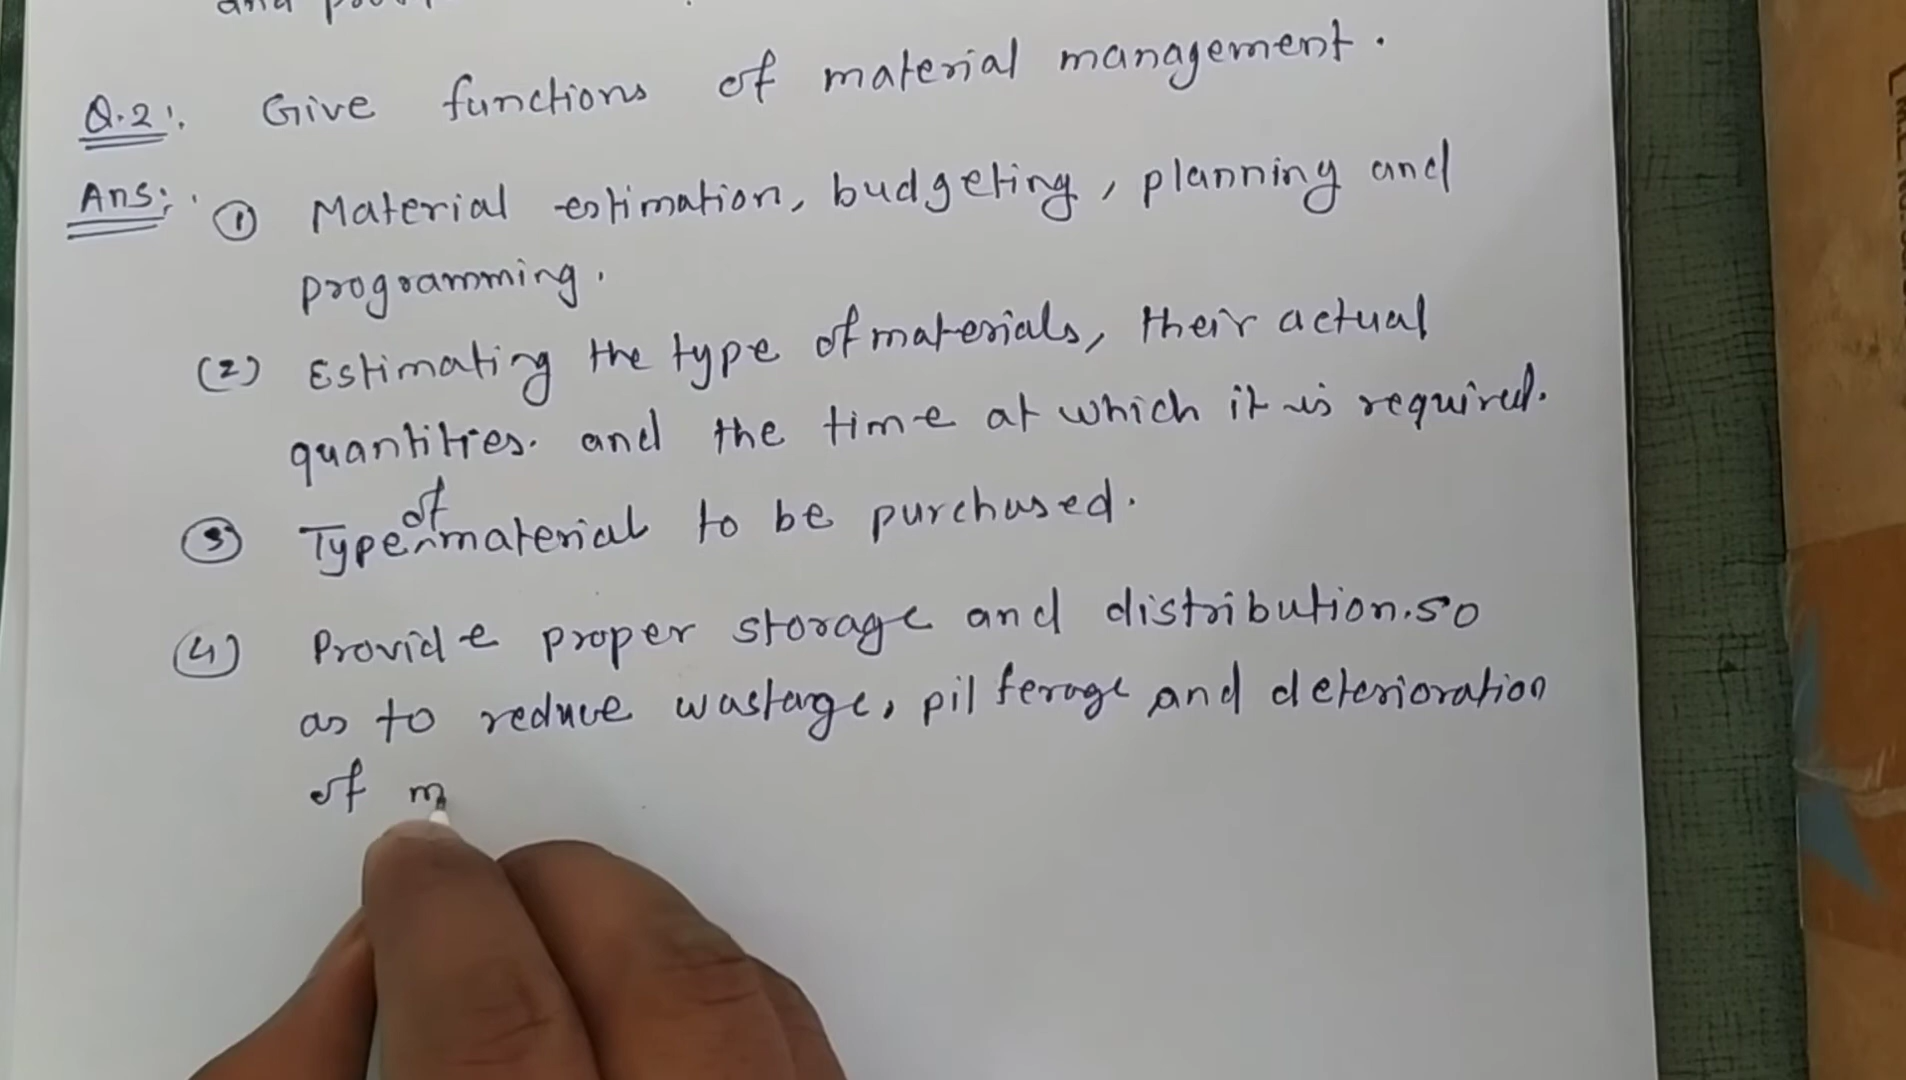 Q.2:. Give functions of material management.
Ans:. ① Material estimation, budgeting, planning and
programming.
(2) Estimating the type of materials, their actual
quantities. and the time at which it is required.
③ Type of material to be purchased.
(4) Provide proper storage and distribution. so
as to reduce wastage, pilferage and deterioration
of m